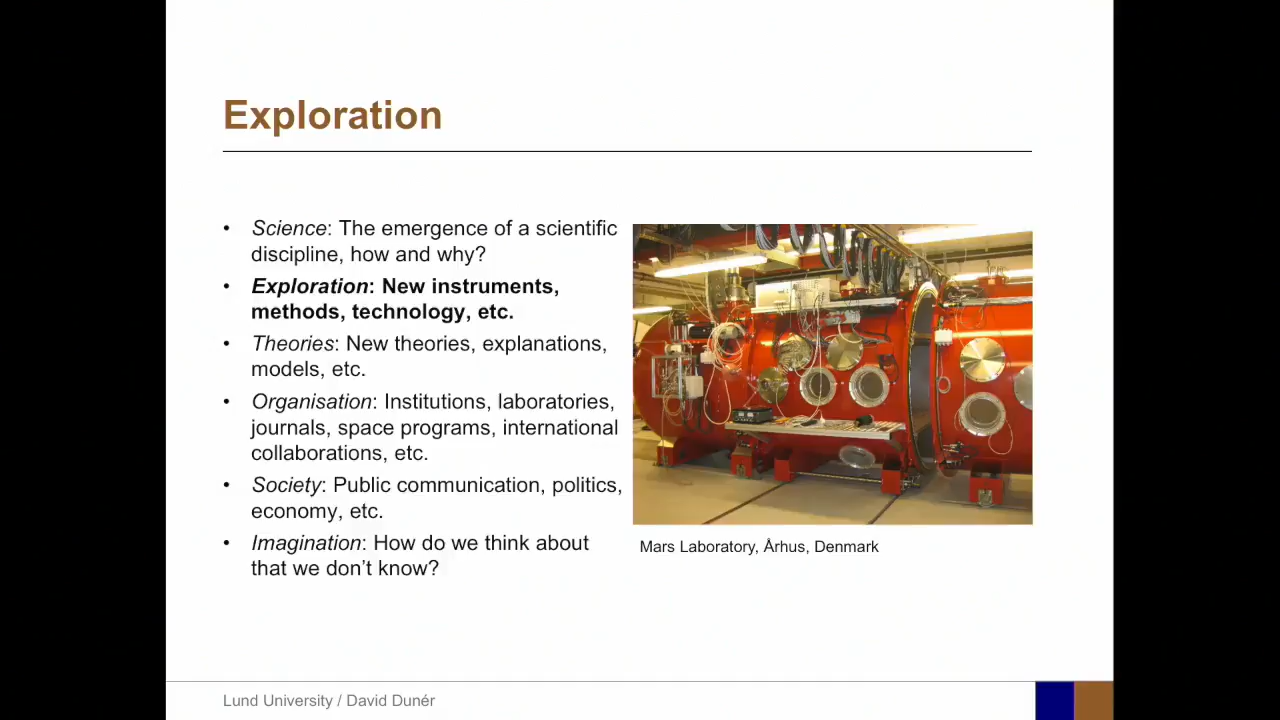 Exploration
• Science: The emergence of a scientific
discipline, how and why?
• Exploration: New instruments,
methods, technology, etc.
• Theories: New theories, explanations,
models, etc.
• Organisation: Institutions, laboratories,
journals, space programs, international
collaborations, etc.
• Society: Public communication, politics,
economy, etc.
• Imagination: How do we think about
that we don’t know?
Mars Laboratory, Århus, Denmark
Lund University / David Dunér